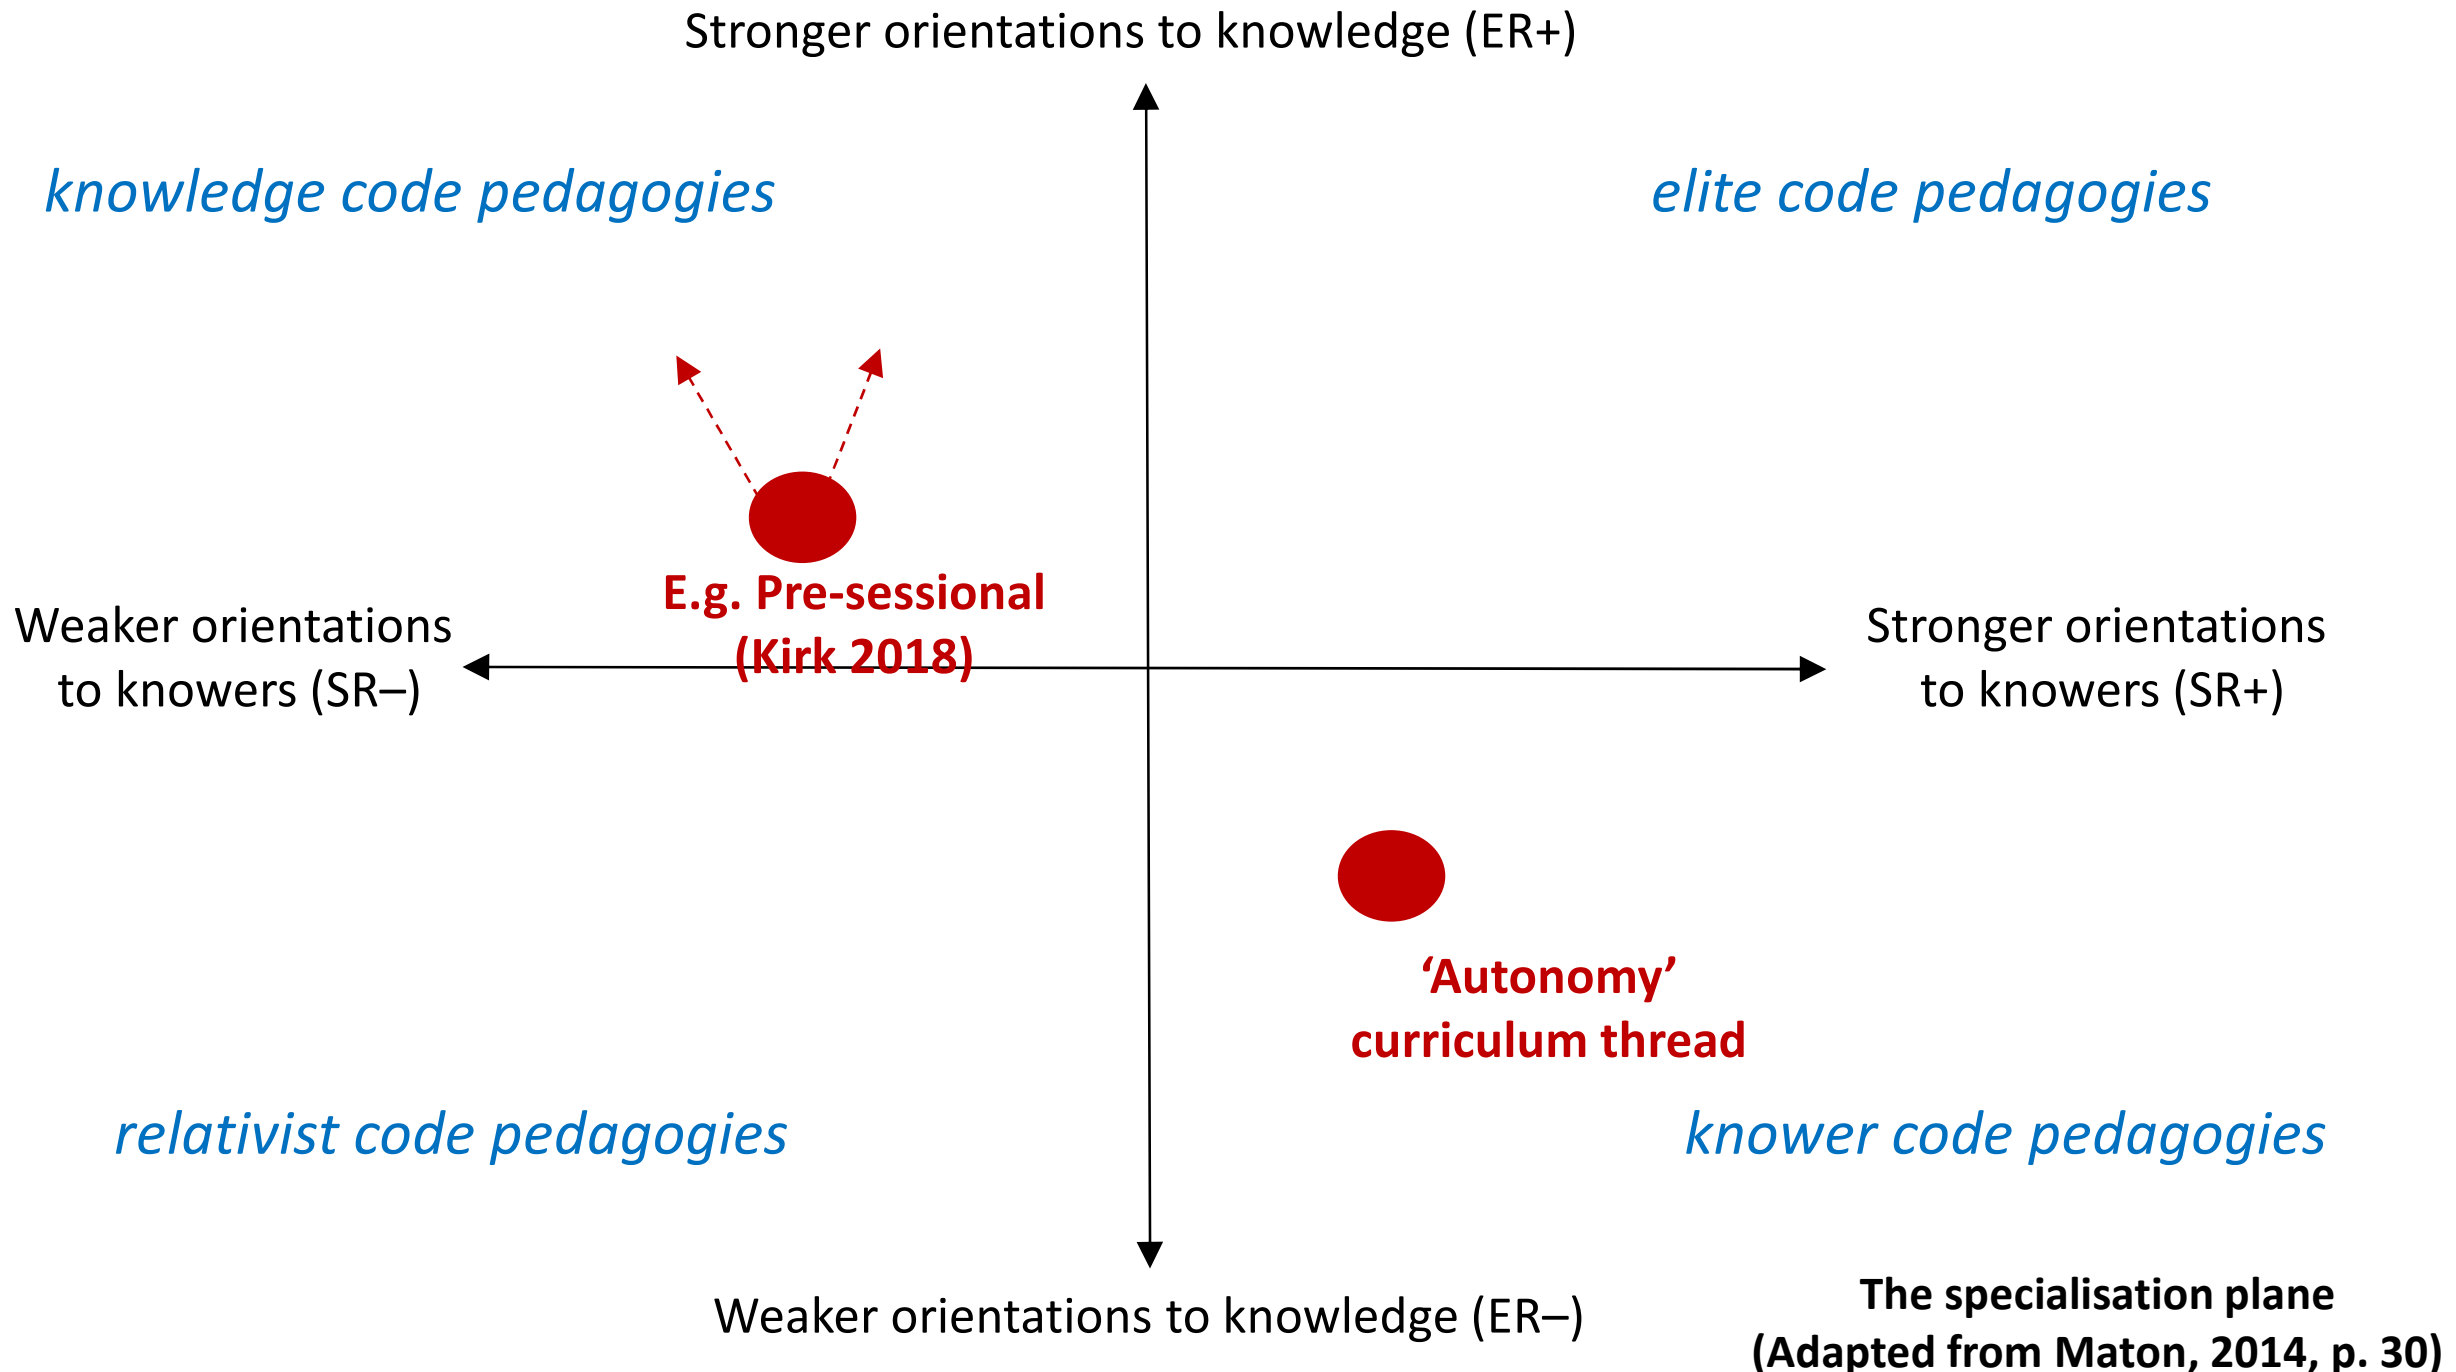 Stronger orientations to knowledge (ER+)
knowledge code pedagogies
elite code pedagogies
E.g. Pre-sessional
(Kirk 2018)
Weaker orientations
to knowers (SR–)
Stronger orientations
to knowers (SR+)
‘Autonomy’
curriculum thread
relativist code pedagogies
knower code pedagogies
Weaker orientations to knowledge (ER–)
The specialisation plane
(Adapted from Maton, 2014, p. 30)